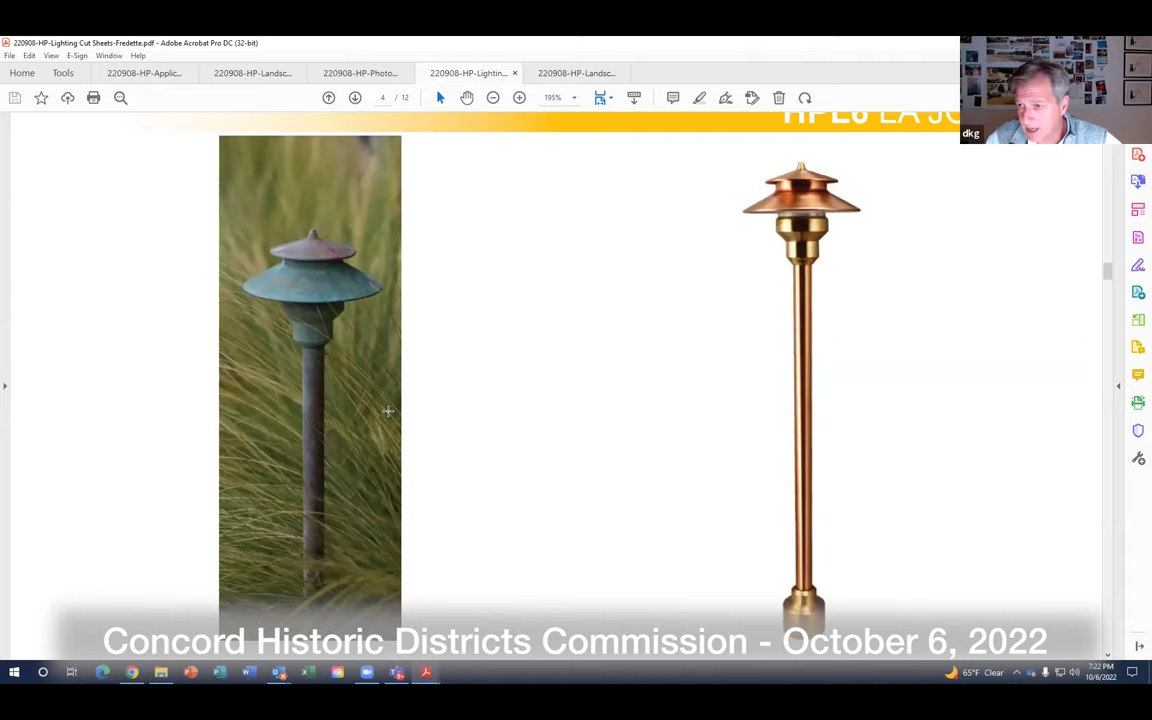 220908-HP-Lighting Cut Sheets-Fredette.pdf - Adobe Acrobat Pro DC (32-bit)
File Edit View E-Sign Window Help
Home Tools 220908-HP-Applic... 220908-HP-Landsc... 220908-HP-Photo... 220908-HP-Lightin... × 220908-HP-Landsc...
4 / 12 195%
dkg
Concord Historic Districts Commission - October 6, 2022
65°F Clear
7:22 PM
10/6/2022